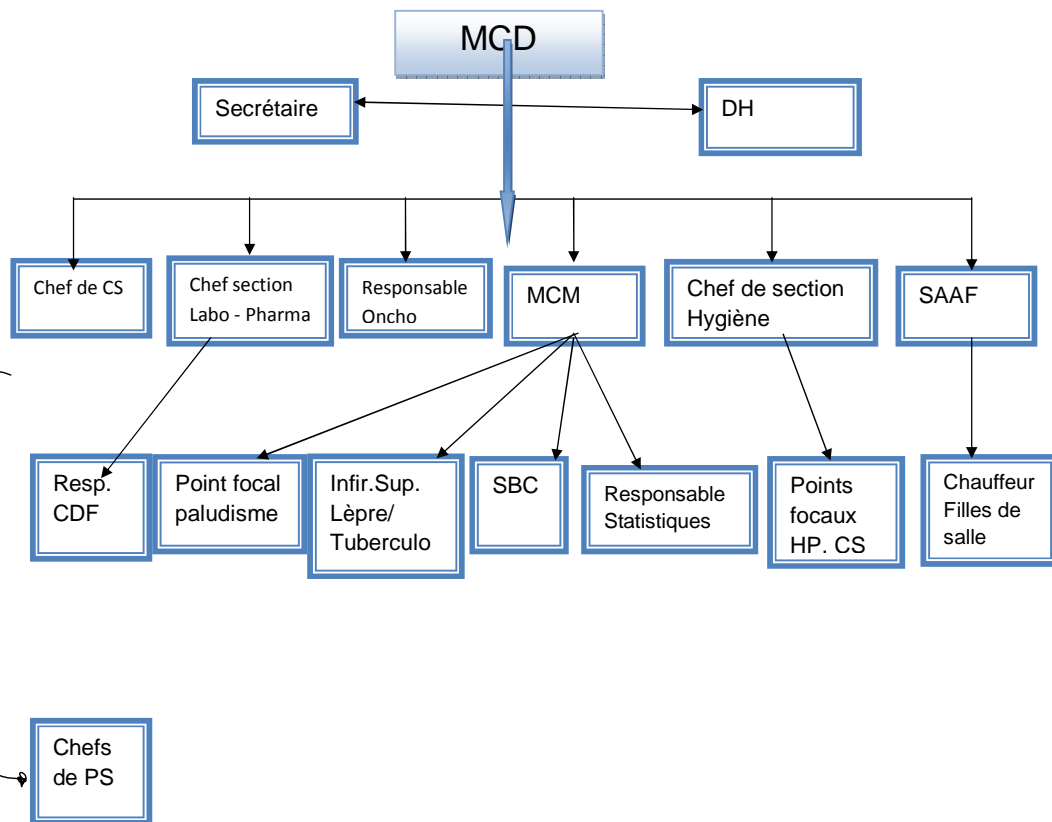 MCD
Secrétaire
DH
Chef de CS
Chef section
Labo - Pharma
Responsable
Oncho
MCM
Chef de section
Hygiène
SAAF
Resp.
CDF
Point focal
paludisme
Infir.Sup.
Lèpre/
Tuberculo
SBC
Responsable
Statistiques
Points
focaux
HP. CS
Chauffeur
Filles de
salle
Chefs
de PS